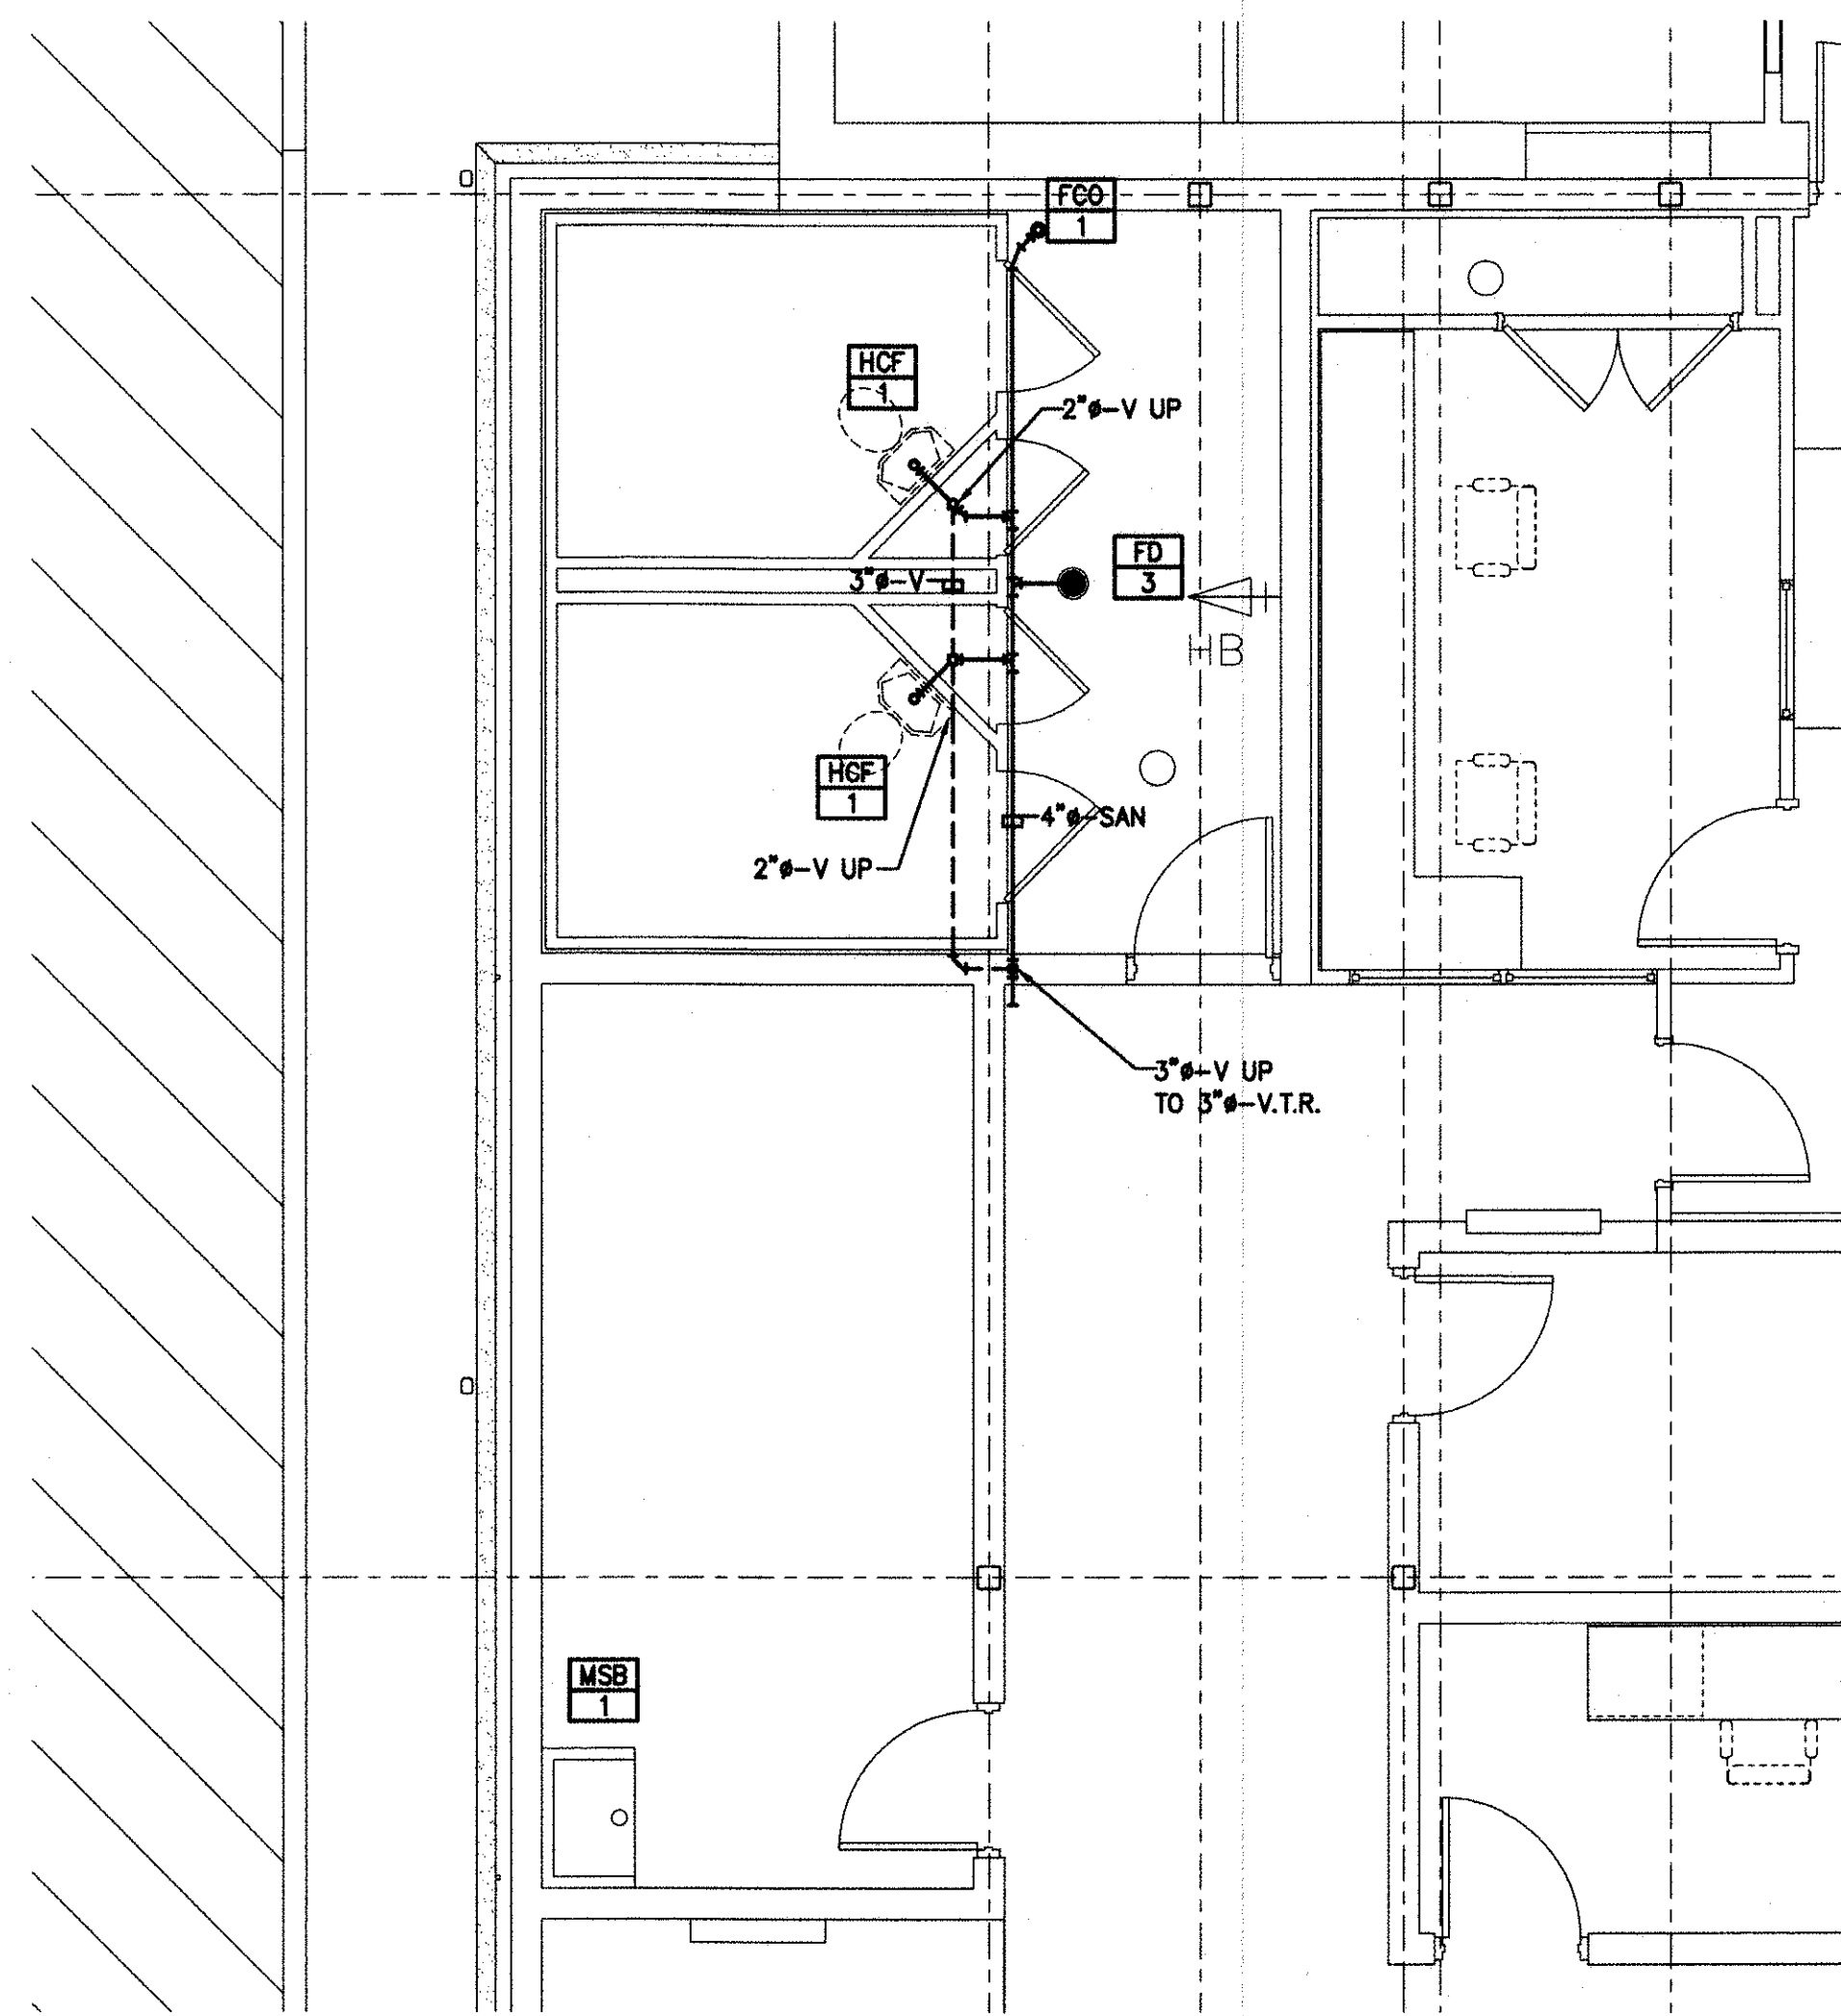 FCO
1
HCF
1
2"ø-V UP
FD
3
3"ø-V
HB
HCF
1
4"ø-SAN
2"ø-V UP
3"ø-V UP
TO 3"ø-V.T.R.
MSB
1